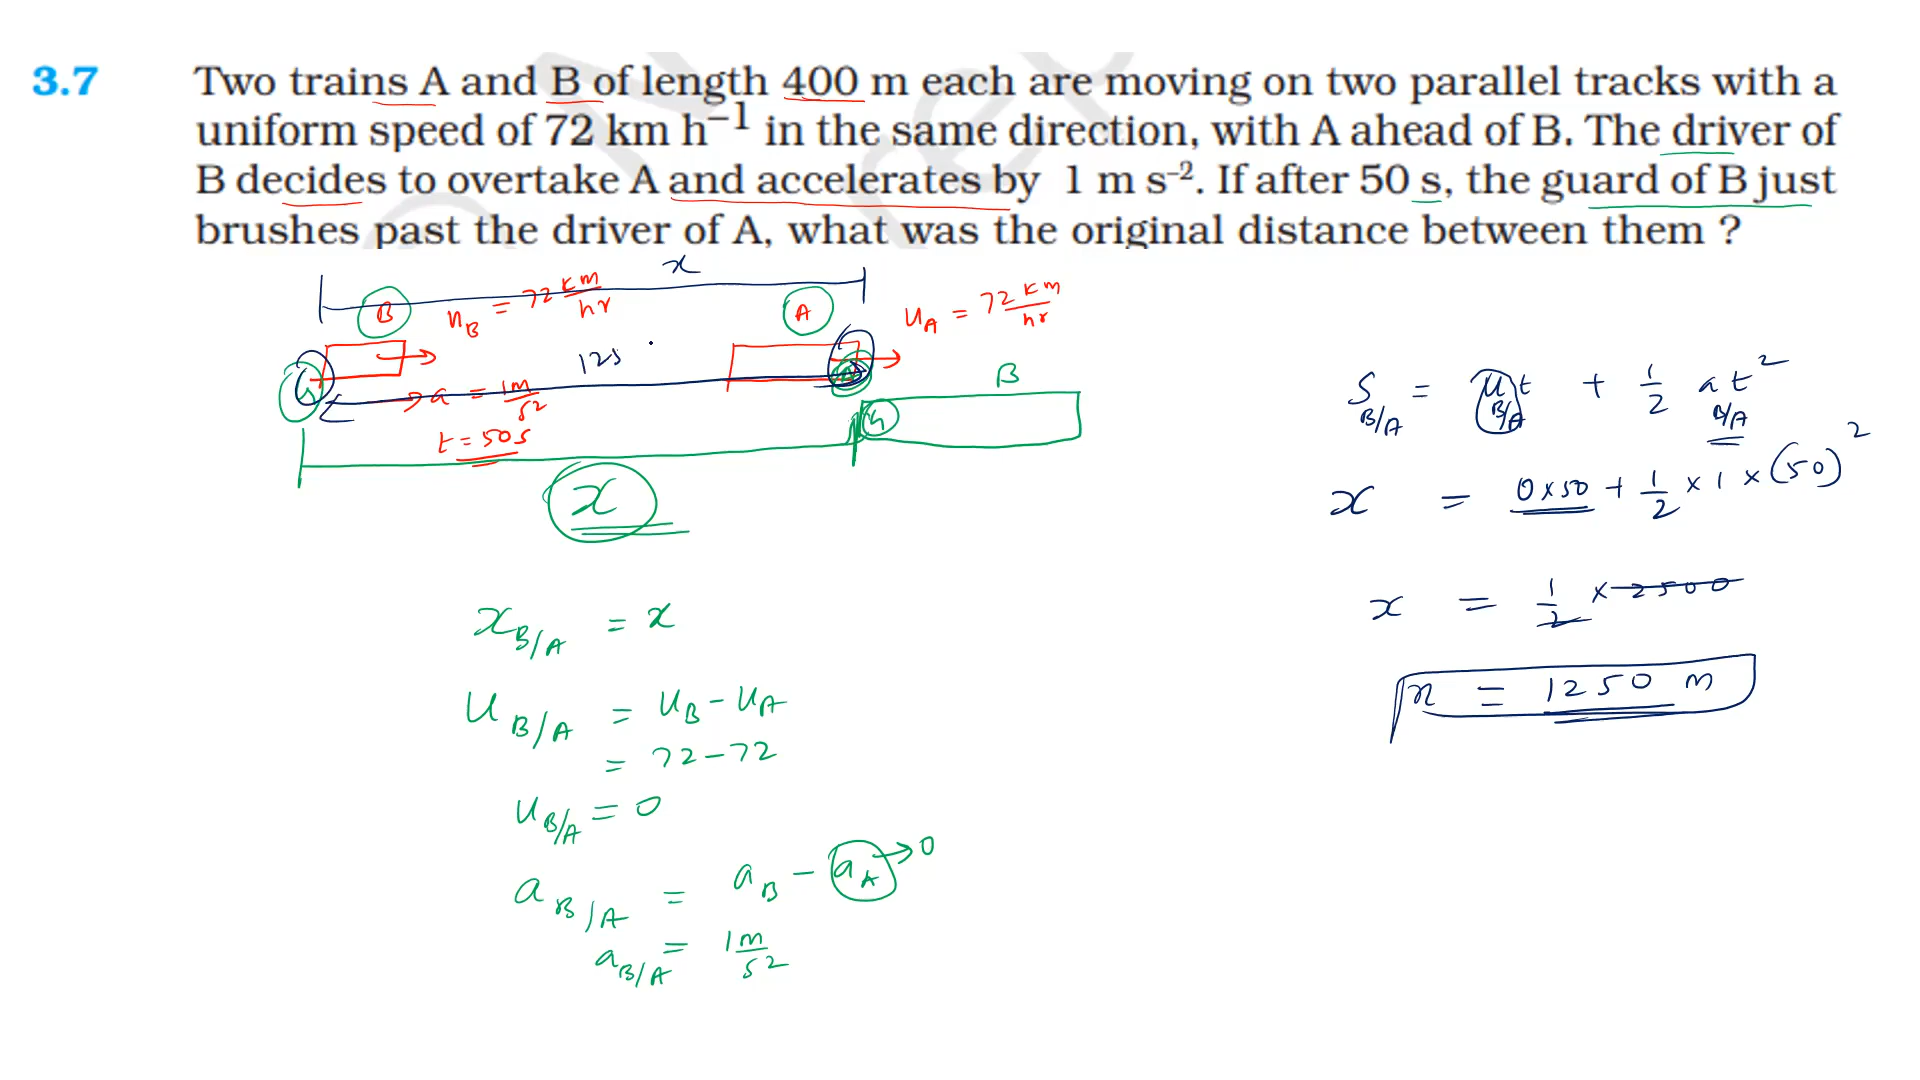 3.7 Two trains A and B of length 400 m each are moving on two parallel tracks with a
uniform speed of 72 km h⁻¹ in the same direction, with A ahead of B. The driver of
B decides to overtake A and accelerates by 1 m s⁻². If after 50 s, the guard of B just
brushes past the driver of A, what was the original distance between them ?
x
B u_B = 72 km/hr A u_A = 72 km/hr
125
→ a = 1m/s²
t = 50s
G B
x
x_B/A = x
u_B/A = u_B - u_A
= 72 - 72
u_B/A = 0
a_B/A = a_B - a_A → 0
a_B/A = 1m/s²
S_B/A = u_B/A t + 1/2 a_B/A t²
x = 0 × 50 + 1/2 × 1 × (50)²
x = 1/2 × 2500
x = 1250 m